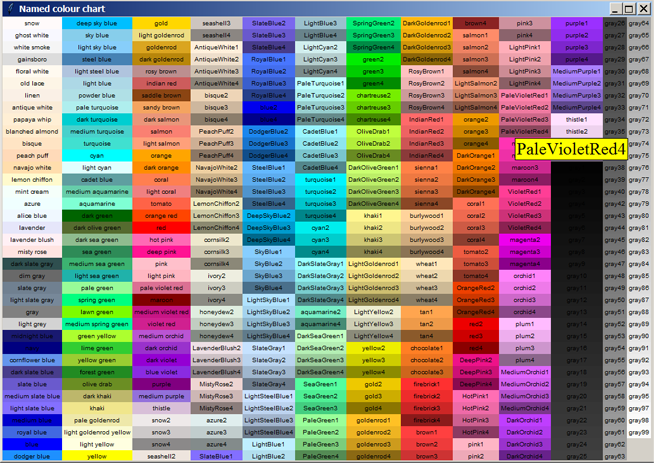 Named colour chart
snow
ghost white
white smoke
gainsboro
floral white
old lace
linen
antique white
papaya whip
blanched almond
bisque
peach puff
navajo white
lemon chiffon
mint cream
azure
alice blue
lavender
lavender blush
misty rose
dark slate gray
dim gray
slate gray
light slate gray
gray
light grey
midnight blue
cornflower blue
dark slate blue
slate blue
medium slate blue
light slate blue
medium blue
royal blue
blue
dodger blue
deep sky blue
sky blue
light sky blue
steel blue
light steel blue
light blue
powder blue
pale turquoise
dark turquoise
medium turquoise
turquoise
cyan
light cyan
cadet blue
medium aquamarine
aquamarine
dark green
dark olive green
dark sea green
sea green
medium sea green
light sea green
pale green
spring green
lawn green
medium spring green
green yellow
lime green
yellow green
forest green
olive drab
dark khaki
khaki
pale goldenrod
light goldenrod yellow
light yellow
yellow
gold
light goldenrod
goldenrod
dark goldenrod
rosy brown
indian red
saddle brown
sandy brown
dark salmon
salmon
light salmon
orange
dark orange
coral
light coral
tomato
orange red
red
hot pink
deep pink
pink
light pink
pale violet red
maroon
medium violet red
violet red
medium orchid
dark orchid
dark violet
blue violet
purple
medium purple
thistle
snow2
snow3
snow4
seashell2
seashell3
seashell4
AntiqueWhite1
AntiqueWhite2
AntiqueWhite3
AntiqueWhite4
bisque2
bisque3
bisque4
PeachPuff2
PeachPuff3
PeachPuff4
NavajoWhite2
NavajoWhite3
NavajoWhite4
LemonChiffon2
LemonChiffon3
LemonChiffon4
cornsilk2
cornsilk3
cornsilk4
ivory2
ivory3
ivory4
honeydew2
honeydew3
honeydew4
LavenderBlush2
LavenderBlush3
LavenderBlush4
MistyRose2
MistyRose3
MistyRose4
azure2
azure3
azure4
SlateBlue1
SlateBlue2
SlateBlue3
SlateBlue4
RoyalBlue1
RoyalBlue2
RoyalBlue3
RoyalBlue4
DodgerBlue2
DodgerBlue3
DodgerBlue4
SteelBlue1
SteelBlue2
SteelBlue3
SteelBlue4
DeepSkyBlue2
DeepSkyBlue3
DeepSkyBlue4
SkyBlue1
SkyBlue2
SkyBlue3
SkyBlue4
LightSkyBlue1
LightSkyBlue2
LightSkyBlue3
LightSkyBlue4
SlateGray1
SlateGray2
SlateGray3
SlateGray4
LightSteelBlue1
LightSteelBlue2
LightSteelBlue3
LightSteelBlue4
LightBlue1
LightBlue2
LightBlue3
LightBlue4
LightCyan2
LightCyan3
LightCyan4
PaleTurquoise1
PaleTurquoise2
PaleTurquoise3
PaleTurquoise4
CadetBlue1
CadetBlue2
CadetBlue3
CadetBlue4
turquoise1
turquoise2
turquoise3
turquoise4
cyan2
cyan3
cyan4
DarkSlateGray1
DarkSlateGray2
DarkSlateGray3
DarkSlateGray4
aquamarine2
aquamarine4
DarkSeaGreen1
DarkSeaGreen2
DarkSeaGreen3
DarkSeaGreen4
SeaGreen1
SeaGreen2
SeaGreen3
PaleGreen1
PaleGreen2
PaleGreen3
PaleGreen4
SpringGreen2
SpringGreen3
SpringGreen4
green2
green3
green4
chartreuse2
chartreuse3
chartreuse4
OliveDrab1
OliveDrab2
OliveDrab4
DarkOliveGreen1
DarkOliveGreen2
DarkOliveGreen3
DarkOliveGreen4
khaki1
khaki2
khaki3
khaki4
LightGoldenrod1
LightGoldenrod2
LightGoldenrod3
LightGoldenrod4
LightYellow2
LightYellow3
LightYellow4
yellow2
yellow3
yellow4
gold2
gold3
gold4
goldenrod1
goldenrod2
goldenrod3
goldenrod4
DarkGoldenrod1
DarkGoldenrod2
DarkGoldenrod3
DarkGoldenrod4
RosyBrown1
RosyBrown2
RosyBrown3
RosyBrown4
IndianRed1
IndianRed2
IndianRed3
IndianRed4
sienna1
sienna2
sienna3
sienna4
burlywood1
burlywood2
burlywood3
burlywood4
wheat1
wheat2
wheat3
wheat4
tan1
tan2
tan4
chocolate1
chocolate2
chocolate3
firebrick1
firebrick2
firebrick3
firebrick4
brown1
brown2
brown3
brown4
salmon1
salmon2
salmon3
salmon4
LightSalmon2
LightSalmon3
LightSalmon4
orange2
orange3
orange4
DarkOrange1
DarkOrange2
DarkOrange3
DarkOrange4
coral1
coral2
coral3
coral4
tomato2
tomato3
tomato4
OrangeRed2
OrangeRed3
OrangeRed4
red2
red3
red4
DeepPink2
DeepPink3
DeepPink4
HotPink1
HotPink2
HotPink3
HotPink4
pink1
pink2
pink3
pink4
LightPink1
LightPink2
LightPink3
LightPink4
PaleVioletRed1
PaleVioletRed2
PaleVioletRed3
PaleVioletRed4
PaleVioletRed4
maroon3
maroon4
VioletRed1
VioletRed2
VioletRed3
VioletRed4
magenta2
magenta3
magenta4
orchid1
orchid2
orchid3
orchid4
plum1
plum2
plum3
plum4
MediumOrchid1
MediumOrchid2
MediumOrchid3
MediumOrchid4
DarkOrchid1
DarkOrchid2
DarkOrchid3
DarkOrchid4
purple1
purple2
purple3
purple4
MediumPurple1
MediumPurple2
MediumPurple3
MediumPurple4
thistle1
thistle2
gray26
gray27
gray28
gray29
gray30
gray31
gray32
gray33
gray34
gray35
gray38
gray39
gray40
gray42
gray43
gray44
gray45
gray46
gray47
gray48
gray49
gray50
gray52
gray53
gray54
gray55
gray56
gray57
gray58
gray59
gray60
gray61
gray62
gray63
gray64
gray65
gray66
gray67
gray68
gray69
gray70
gray71
gray72
gray73
gray74
gray75
gray76
gray77
gray78
gray79
gray80
gray81
gray82
gray83
gray84
gray85
gray86
gray87
gray88
gray89
gray90
gray91
gray92
gray93
gray94
gray95
gray97
gray98
gray99